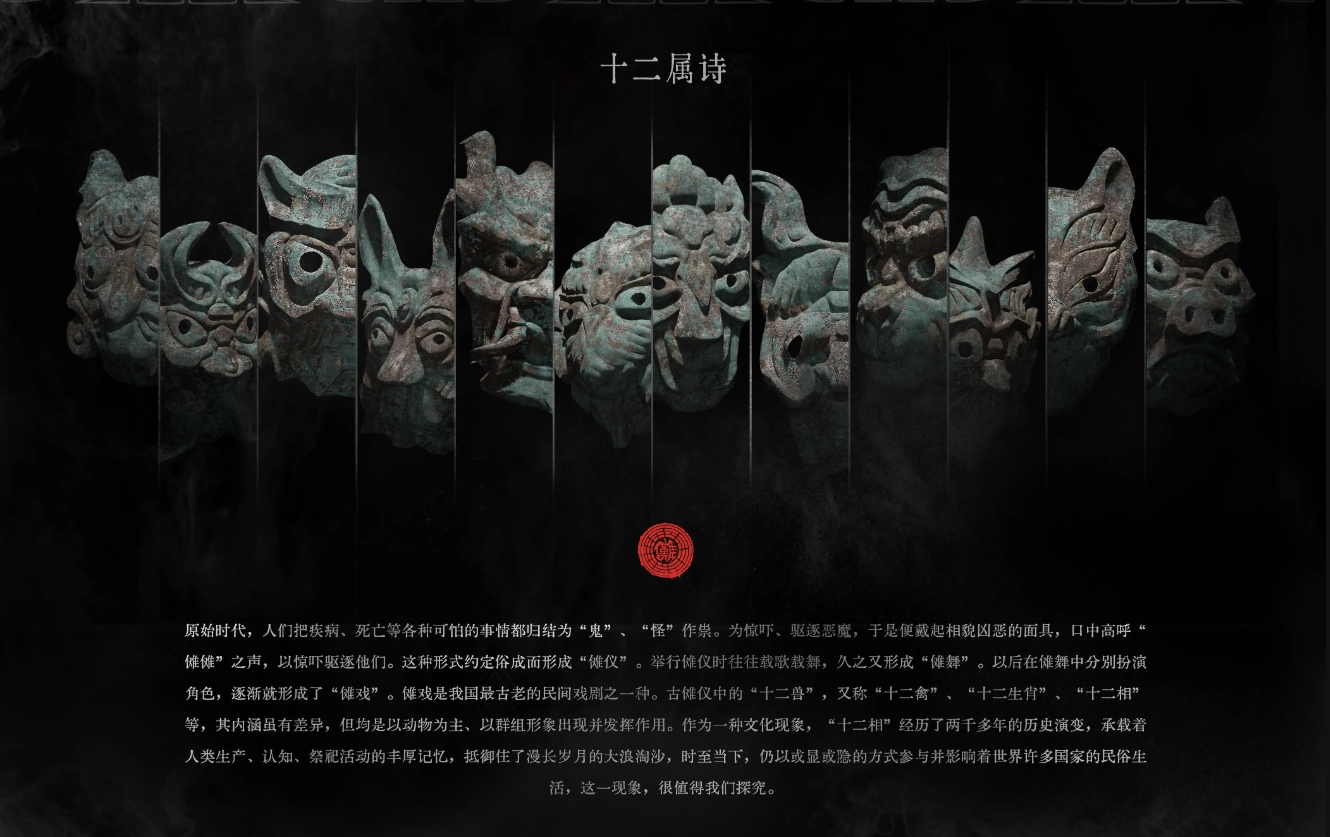 十二属诗
傩
原始时代，人们把疾病、死亡等各种可怕的事情都归结为“鬼”、“怪”作祟。为惊吓、驱逐恶魔，于是便戴起相貌凶恶的面具，口中高呼“
傩傩”之声，以惊吓驱逐他们。这种形式约定俗成而形成“傩仪”。举行傩仪时往往载歌载舞，久之又形成“傩舞”。以后在傩舞中分别扮演
角色，逐渐就形成了“傩戏”。傩戏是我国最古老的民间戏剧之一种。古傩仪中的“十二兽”，又称“十二禽”、“十二生肖”、“十二相”
等，其内涵虽有差异，但均是以动物为主、以群组形象出现并发挥作用。作为一种文化现象，“十二相”经历了两千多年的历史演变，承载着
人类生产、认知、祭祀活动的丰厚记忆，抵御住了漫长岁月的大浪淘沙，时至当下，仍以或显或隐的方式参与并影响着世界许多国家的民俗生
活，这一现象，很值得我们探究。